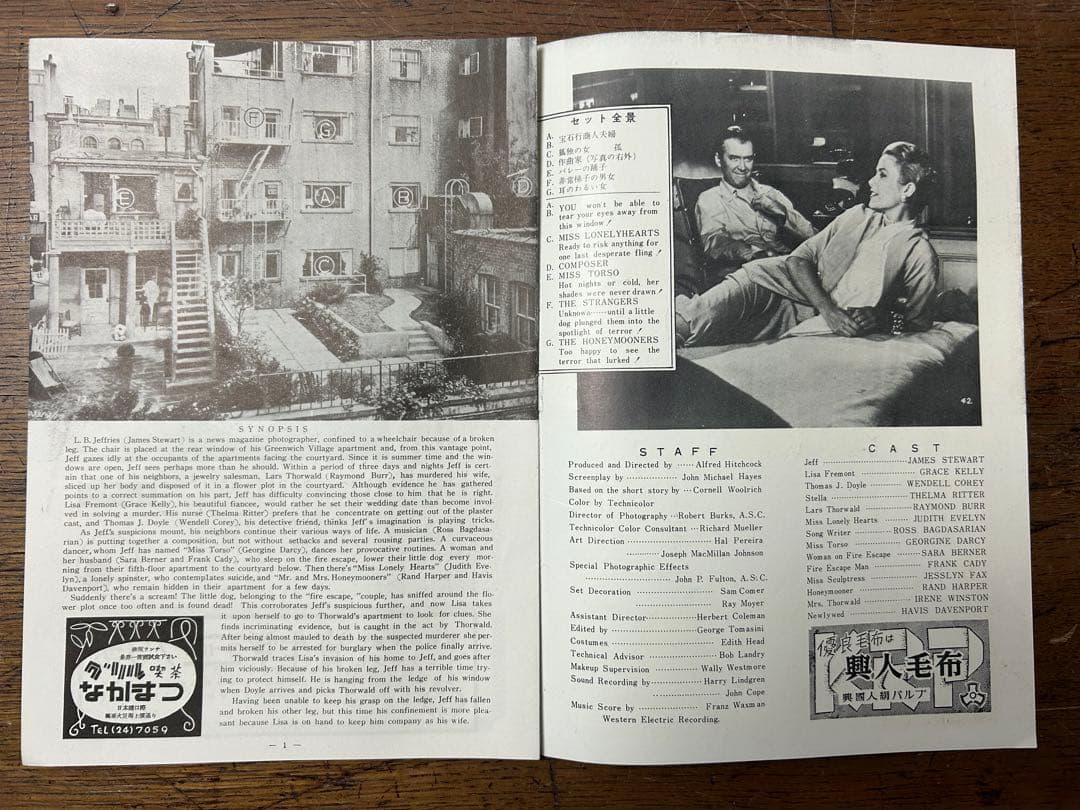 F
G
E
A
B
D
C
SYNOPSIS
L. B. Jeffries (James Stewart) is a news magazine photographer, confined to a wheelchair because of a broken
leg. The chair is placed at the rear window of his Greenwich Village apartment and, from this vantage point,
Jeff gazes idly at occupants of the apartments facing the courtyard. Since it is summer time and the win-
dows are open, Jeff sees perhaps more than he should. Within a period of three days and nights Jeff is cert-
ain that one of his neighbors, a jewelry salesman, Lars Thorwald (Raymond Burr), has murdered his wife,
sliced up her body and disposed of it in a flower plot in the courtyard. Although evidence he has gathered
points to a correct summation on his part, Jeff has difficulty convincing those close to him that he is right.
Lisa Fremont (Grace Kelly), his beautiful fiancee, would rather he set their wedding date than become invol-
ved in solving a murder. His nurse (Thelma Ritter) prefers that he concentrate on getting out of the plaster
cast, and Thomas J. Doyle (Wendell Corey), his detective friend, thinks Jeff's imagination is playing tricks.
As Jeff's suspicions mount, his neighbors continue their various ways of life. A musician (Ross Bagdasa-
rian) is putting together a composition, but not without setbacks and several rousing parties. A curvaceous
dancer, whom Jeff has named "Miss Torso" (Georgine Darcy), dances her provocative routines. A woman and
her husband (Sara Berner and Frank Cady), who sleep on the fire escape, lower their little dog every mor-
ning from their fifth-floor apartment to the courtyard below. Then there's "Miss Lonely Hearts" (Judith Eve-
lyn), a lonely spinster, who contemplates suicide, and "Mr. and Mrs. Honeymooners" (Rand Harper and Havis
Davenport), who remain hidden in their apartment for a few days.
Suddenly there's a scream! The little dog, belonging to the "fire escape, "couple, has sniffed around the flo-
wer plot once too often and is found dead! This corroborates Jeff's suspicious further, and now Lisa takes
it upon herself to go to Thorwald's apartment to look for clues. She
finds incriminating evidence, but is caught in the act by Thorwald.
After being almost mauled to death by the suspected murderer she per-
mits herself to be arrested for burglary when the police finally arrive.
Thorwald traces Lisa's invasion of his home to Jeff, and goes after
him viciously. Because of his broken leg, Jeff has a terrible time try-
ing to protect himself. He is hanging from the ledge of his window
when Doyle arrives and picks Thorwald off with his revolver.
Having been unable to keep his grasp on the ledge, Jeff has fallen
and broken his other leg, but this time his confinement is more plea-
sant because Lisa is on hand to keep him company as his wife.
グリル喫茶
なかはつ
日本橋口際
TEL (24) 7059
— 1 —
セット全景
A. 宝石行商人夫婦
B.
C. 孤独の女
D. 作曲家(写真の右外)
E. バレーの踊子
F. 非常梯子の男女
G. 耳のわるい女
A. YOU won't be able to
B. tear your eyes away from
this window!
C. MISS LONELYHEARTS
Ready to risk anything for
one last desperate fling!
D. COMPOSER
E. MISS TORSO
Hot nights or cold, her
shades were never drawn!
F. THE STRANGERS
Unknown……until a little
dog plunged them into the
spotlight of terror!
G. THE HONEYMOONERS
Too happy to see the
terror that lurked!
42.
STAFF
Produced and Directed by ……Alfred Hitchcock
Screenplay by …………John Michael Hayes
Based on the short story by …Cornell Woolrich
Color by Technicolor
Director of Photography …Robert Burks, A.S.C.
Technicolor Color Consultant …Richard Mueller
Art Direction …………………Hal Pereira
…………Joseph MacMillan Johnson
Special Photographic Effects
…………John P. Fulton, A.S.C.
Set Decoration …………………Sam Comer
…………………Ray Moyer
Assistant Director…………Herbert Coleman
Edited by …………………George Tomasini
Costumes …………………Edith Head
Technical Advisor …………Bob Landry
Makeup Supervision …………Wally Westmore
Sound Recording by …………Harry Lindgren
…………………John Cope
Music Score by …………Franz Waxman
Western Electric Recording.
CAST
Jeff …………………JAMES STEWART
Lisa Fremont …………GRACE KELLY
Thomas J. Doyle …………WENDELL COREY
Stella …………………THELMA RITTER
Lars Thorwald …………RAYMOND BURR
Miss Lonely Hearts …………JUDITH EVELYN
Song Writer …………ROSS BAGDASARIAN
Miss Torso …………GEORGINE DARCY
Woman on Fire Escape ……SARA BERNER
Fire Escape Man …………FRANK CADY
Miss Sculptress …………JESSLYN FAX
Honeymooner …………RAND HARPER
Mrs. Thorwald …………IRENE WINSTON
Newlywed …………HAVIS DAVENPORT
優良毛布は
興人毛布
興國人絹パルプ